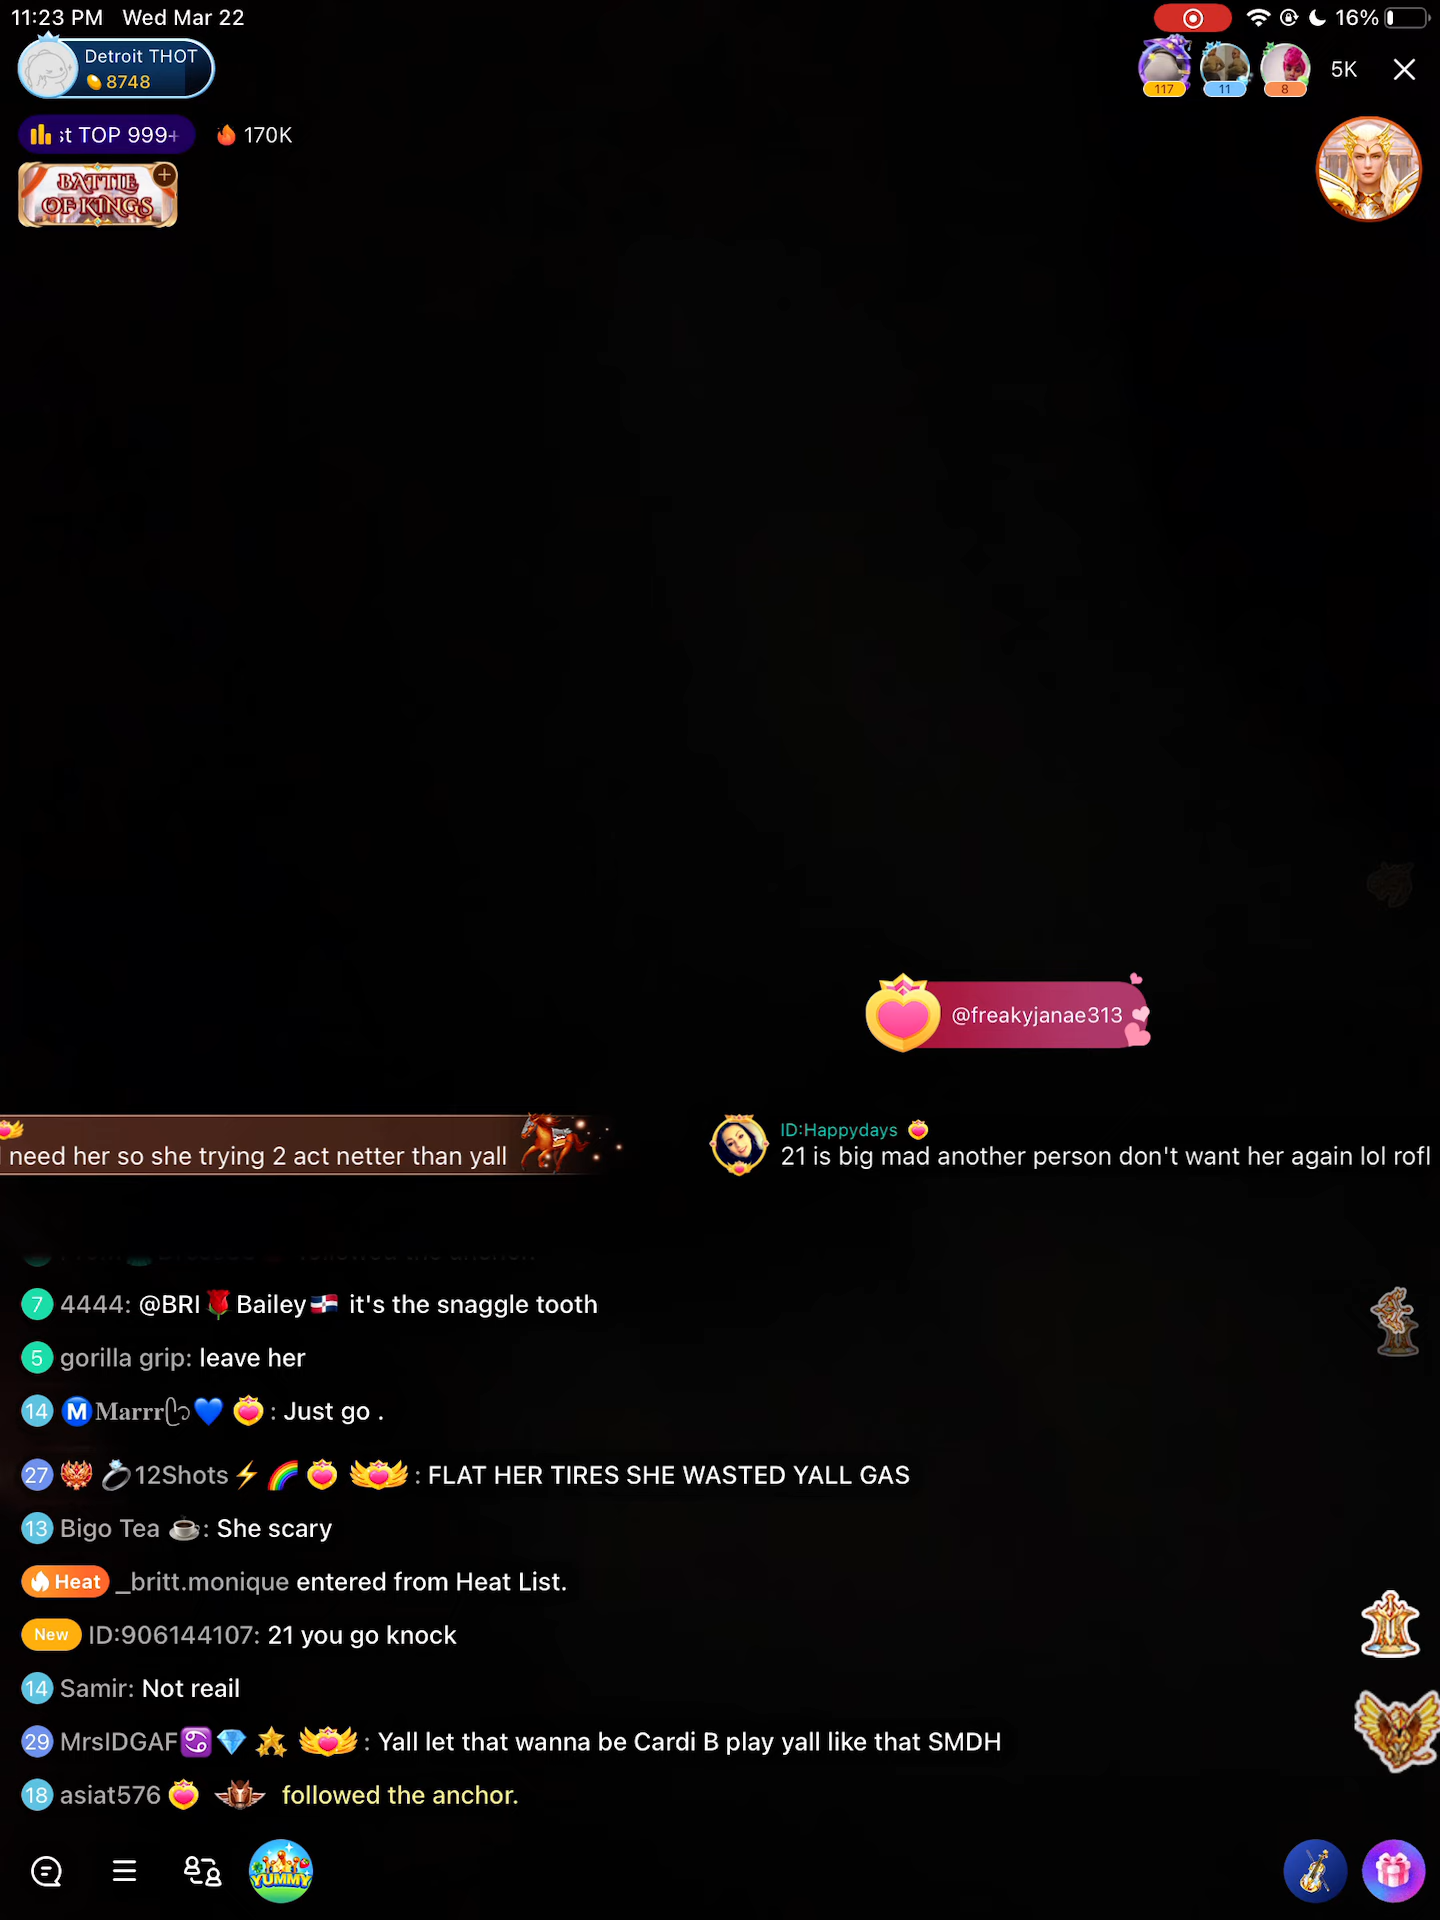 11:23 PM Wed Mar 22
16%
Detroit THOT
8748
117
11
8
5K
st TOP 999+
170K
BATTLE
OF KINGS
@freakyjanae313
need her so she trying 2 act netter than yall
ID:Happydays
21 is big mad another person don't want her again lol rofl
followed the anchor.
7 4444: @BRI🌹Bailey🇩🇴 it's the snaggle tooth
5 gorilla grip: leave her
14 Ⓜ️Marrr💙 : Just go .
27 💍12Shots⚡🌈 : FLAT HER TIRES SHE WASTED YALL GAS
13 Bigo Tea ☕: She scary
Heat _britt.monique entered from Heat List.
New ID:906144107: 21 you go knock
14 Samir: Not reail
29 MrsIDGAF♋💎 : Yall let that wanna be Cardi B play yall like that SMDH
18 asiat576 followed the anchor.
YUMMY